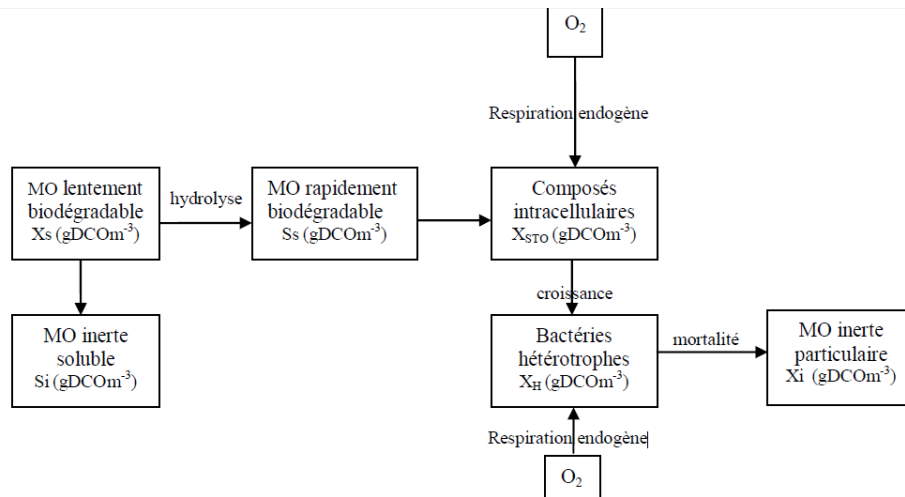 O₂
Respiration endogène
MO lentement
biodégradable
Xs (gDCOm⁻³)
hydrolyse
MO rapidement
biodégradable
Ss (gDCOm⁻³)
Composés
intracellulaires
X_STO (gDCOm⁻³)
croissance
MO inerte
soluble
Si (gDCOm⁻³)
Bactéries
hétérotrophes
X_H (gDCOm⁻³)
mortalité
MO inerte
particulaire
Xi (gDCOm⁻³)
Respiration endogène
O₂